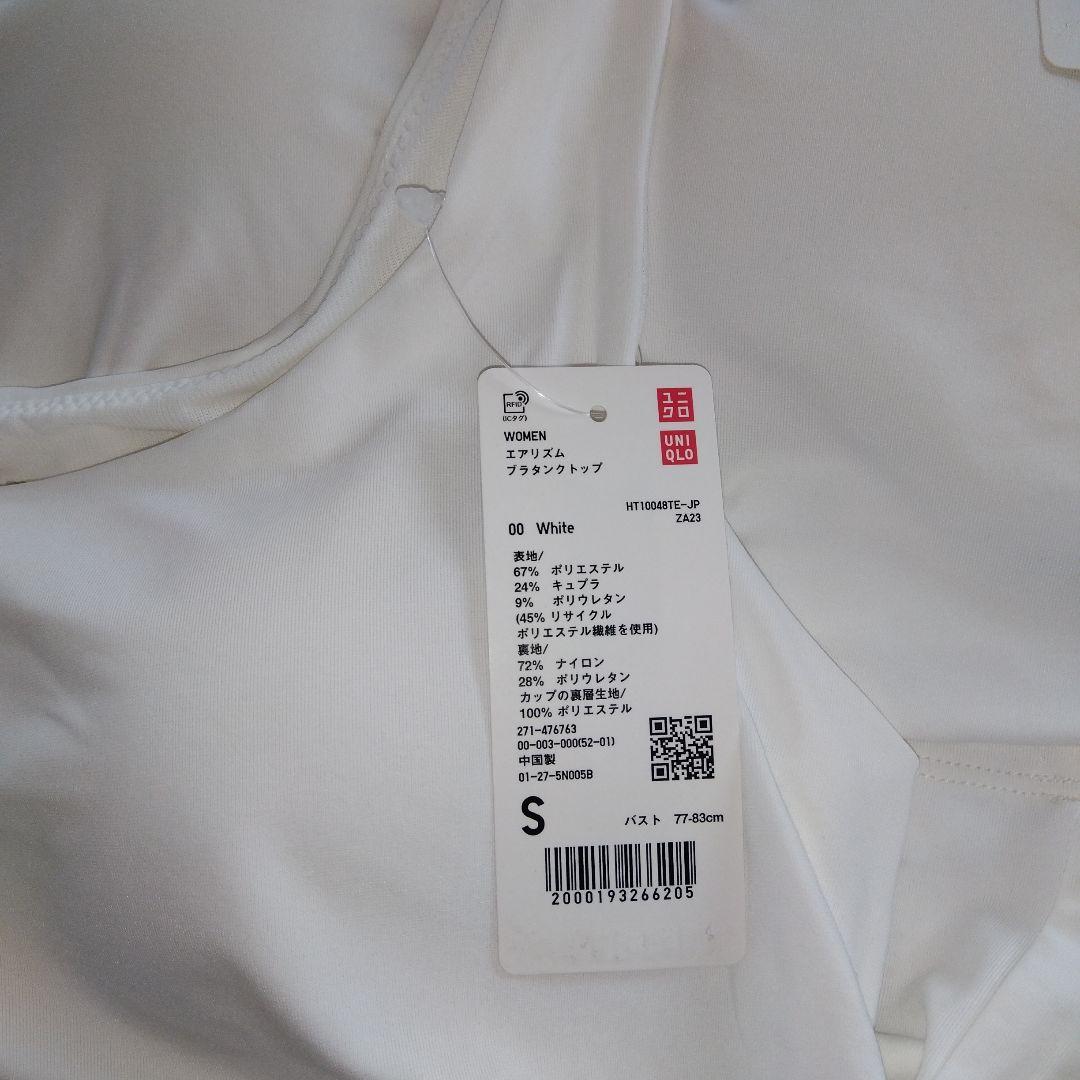 RFID
(ICタグ)
ユニ
クロ
WOMEN
エアリズム
ブラタンクトップ
UNI
QLO
HT10048TE-JP
ZA23
00 White
表地/
67% ポリエステル
24% キュプラ
9% ポリウレタン
(45% リサイクル
ポリエステル繊維を使用)
裏地/
72% ナイロン
28% ポリウレタン
カップの裏層生地/
100% ポリエステル
271-476763
00-003-000(52-01)
中国製
01-27-5N005B
S バスト 77-83cm
2000193266205